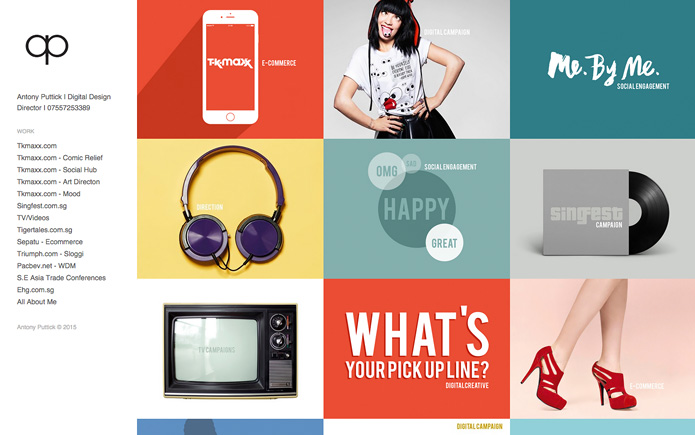 ap
Antony Puttick I Digital Design
Director I 07557253389
WORK
Tkmaxx.com
Tkmaxx.com - Comic Relief
Tkmaxx.com - Social Hub
Tkmaxx.com - Art Directon
Tkmaxx.com - Mood
Singfest.com.sg
TV/Videos
Tigertales.com.sg
Sepatu - Ecommerce
Triumph.com - Sloggi
Pacbev.net - WDM
S.E Asia Trade Conferences
Ehg.com.sg
All About Me
Antony Puttick © 2015
TK·maxx
E-COMMERCE
DIGITAL CAMPAIGN
Me. By Me.
SOCIAL ENGAGEMENT
DIRECTION
OMG
SAD
SOCIAL ENGAGEMENT
HAPPY
GREAT
singfest
CAMPAIGN
TV CAMPAIGNS
WHAT'S
YOUR PICK UP LINE?
DIGITAL CREATIVE
E-COMMERCE
DIGITAL CAMPAIGN